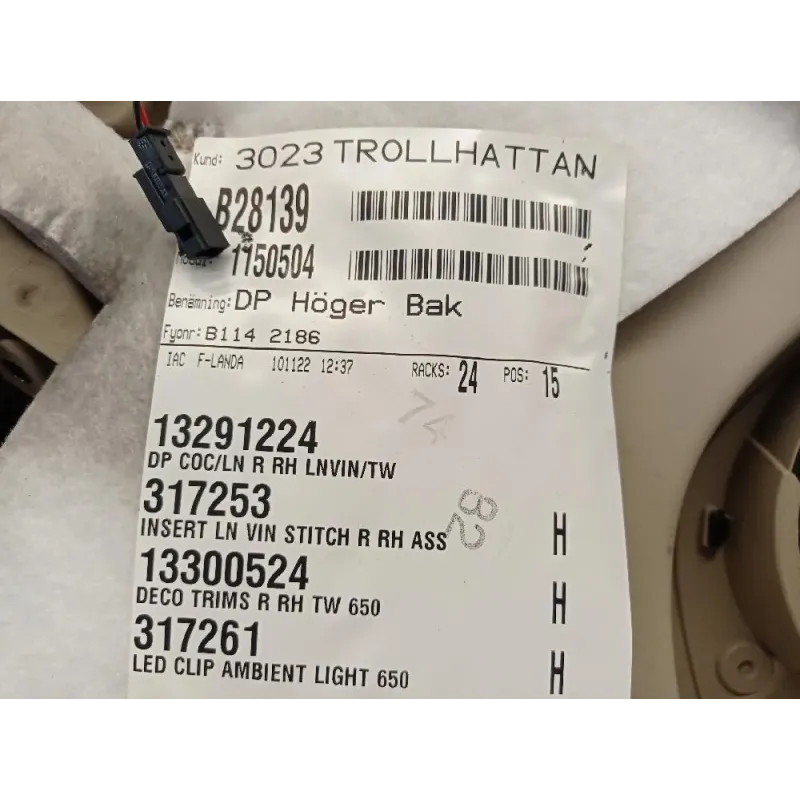 Kund: 3023 TROLLHATTAN
B28139
1150504
Benämning: DP Höger Bak
Fyonr: B114 2186
IAC F-LANDA 101122 12:37 RACKS: 24 POS: 15
74
13291224
DP COC/LN R RH LNVIN/TW
317253
82
INSERT LN VIN STITCH R RH ASS H
13300524
DECO TRIMS R RH TW 650 H
317261
LED CLIP AMBIENT LIGHT 650 H